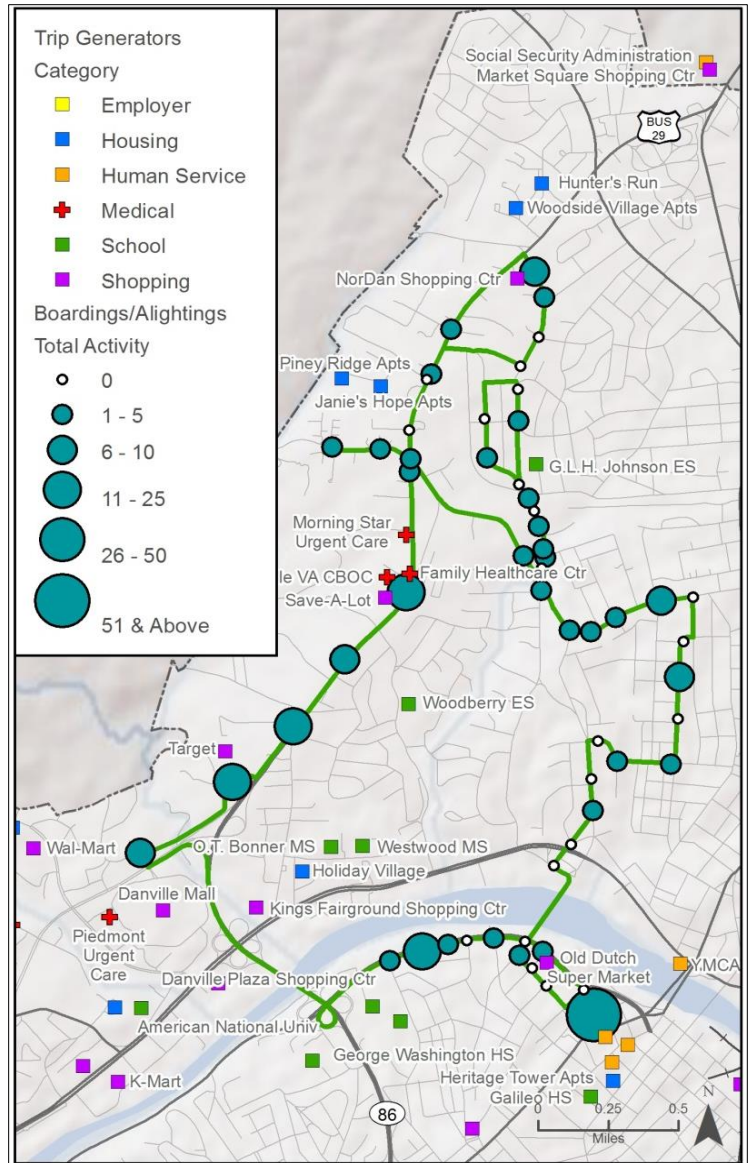 Trip Generators
Category
Employer
Housing
Human Service
Medical
School
Shopping
Boardings/Alightings
Total Activity
0
1 - 5
6 - 10
11 - 25
26 - 50
51 & Above
Social Security Administration
Market Square Shopping Ctr
BUS
29
Hunter's Run
Woodside Village Apts
NorDan Shopping Ctr
Piney Ridge Apts
Janie's Hope Apts
G.L.H. Johnson ES
Morning Star
Urgent Care
le VA CBOC
Family Healthcare Ctr
Save-A-Lot
Woodberry ES
Target
Wal-Mart
O.T. Bonner MS
Westwood MS
Holiday Village
Danville Mall
Kings Fairground Shopping Ctr
Piedmont
Urgent
Care
Danville Plaza Shopping Ctr
Old Dutch
Super Market
YMCA
American National Univ
George Washington HS
K-Mart
Heritage Tower Apts
Galileo HS
86
N
0
0.25
0.5
Miles